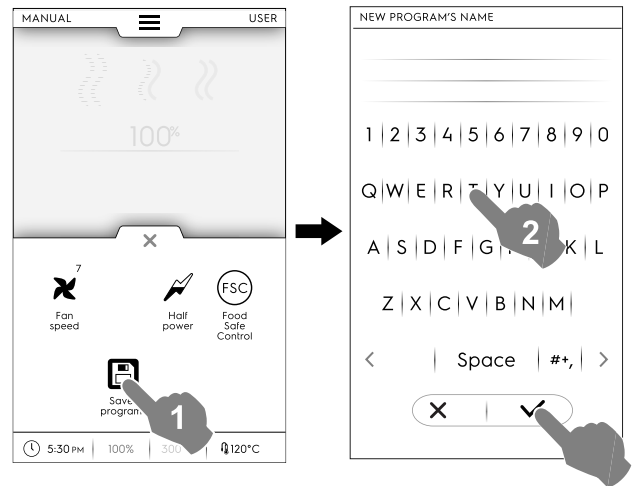 MANUAL USER
100%
7
Fan
speed
Half
power
FSC
Food
Safe
Control
Save
program
1
5:30 PM 100% 300 120°C
NEW PROGRAM'S NAME
1 2 3 4 5 6 7 8 9 0
Q W E R T Y U I O P
2
A S D F G K L
Z X C V B N M
< Space #+, >